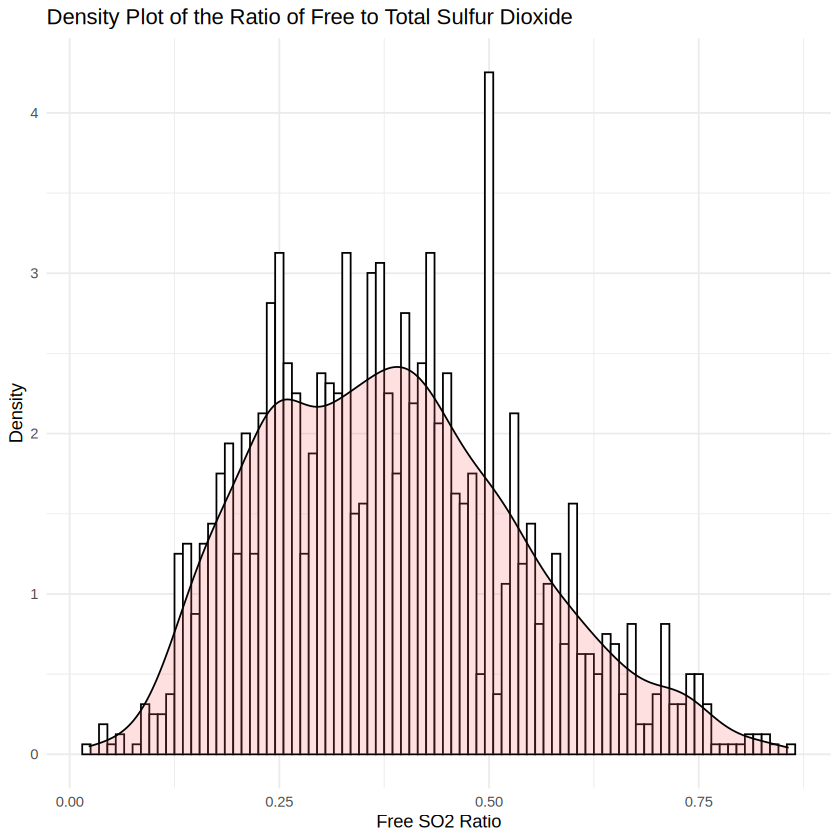 Density Plot of the Ratio of Free to Total Sulfur Dioxide
4
3
2
1
0
Density
0.00 0.25 0.50 0.75
Free SO2 Ratio